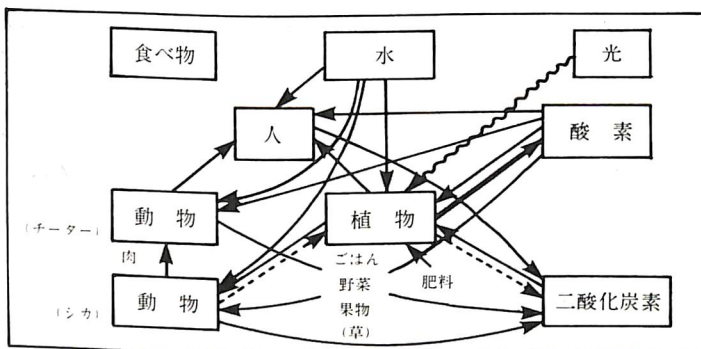 食べ物
水
光
人
酸素
(チーター)
動物
植物
肉
ごはん
野菜
果物
(草)
肥料
(シカ)
動物
二酸化炭素